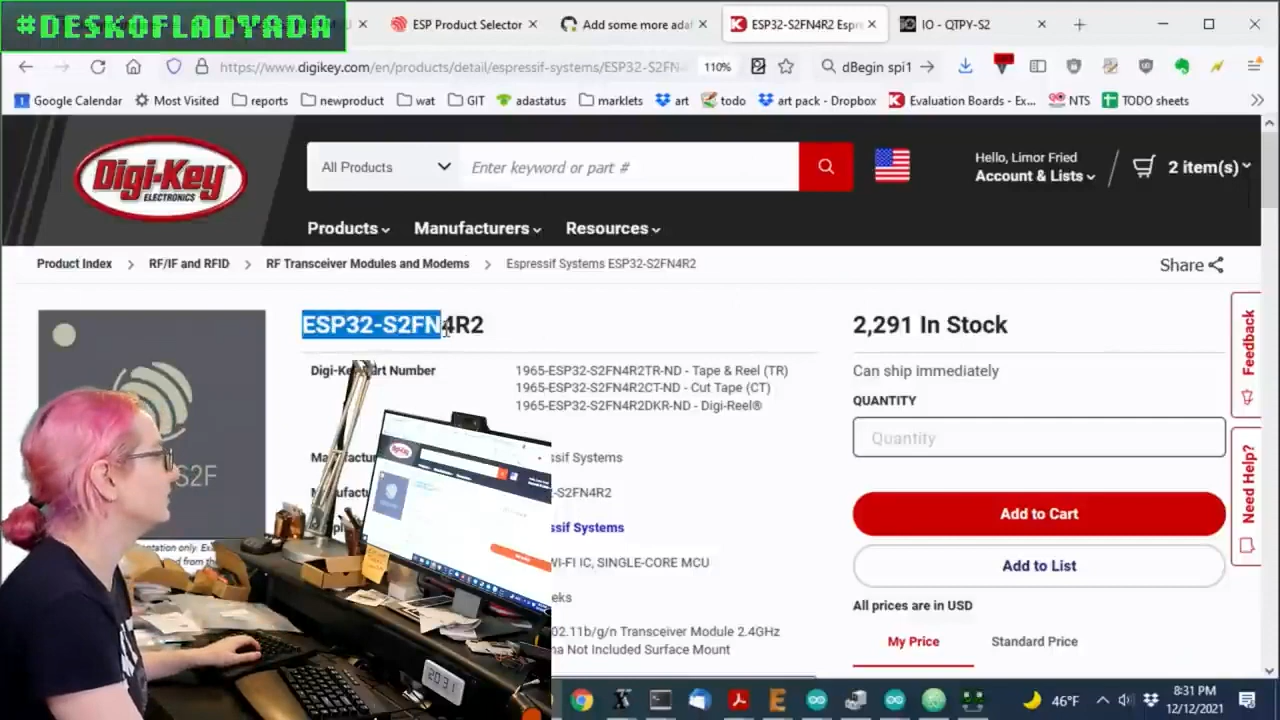 #DESKOFLADYADA
ESP Product Selector
Add some more ada
ESP32-S2FN4R2 Espre
IO - QTPY-S2
https://www.digikey.com/en/products/detail/espressif-systems/ESP32-S2FN
110%
dBegin spi1
Google Calendar
Most Visited
reports
newproduct
wat
GIT
adastatus
marklets
art
todo
art pack - Dropbox
Evaluation Boards - Ex...
NTS
TODO sheets
Digi-Key
ELECTRONICS
All Products
Enter keyword or part #
Hello, Limor Fried
Account & Lists
2 item(s)
Products
Manufacturers
Resources
Product Index
RF/IF and RFID
RF Transceiver Modules and Modems
Espressif Systems ESP32-S2FN4R2
Share
ESP32-S2FN4R2
2,291 In Stock
Can ship immediately
Digi-Key Part Number
1965-ESP32-S2FN4R2TR-ND - Tape & Reel (TR)
1965-ESP32-S2FN4R2CT-ND - Cut Tape (CT)
1965-ESP32-S2FN4R2DKR-ND - Digi-Reel®
QUANTITY
Quantity
Manufactur
ssif Systems
S2F
-S2FN4R2
ssif Systems
WI-FI IC, SINGLE-CORE MCU
eks
02.11b/g/n Transceiver Module 2.4GHz
na Not Included Surface Mount
Add to Cart
Add to List
All prices are in USD
My Price
Standard Price
Feedback
Need Help?
20:31
46°F
8:31 PM
12/12/2021